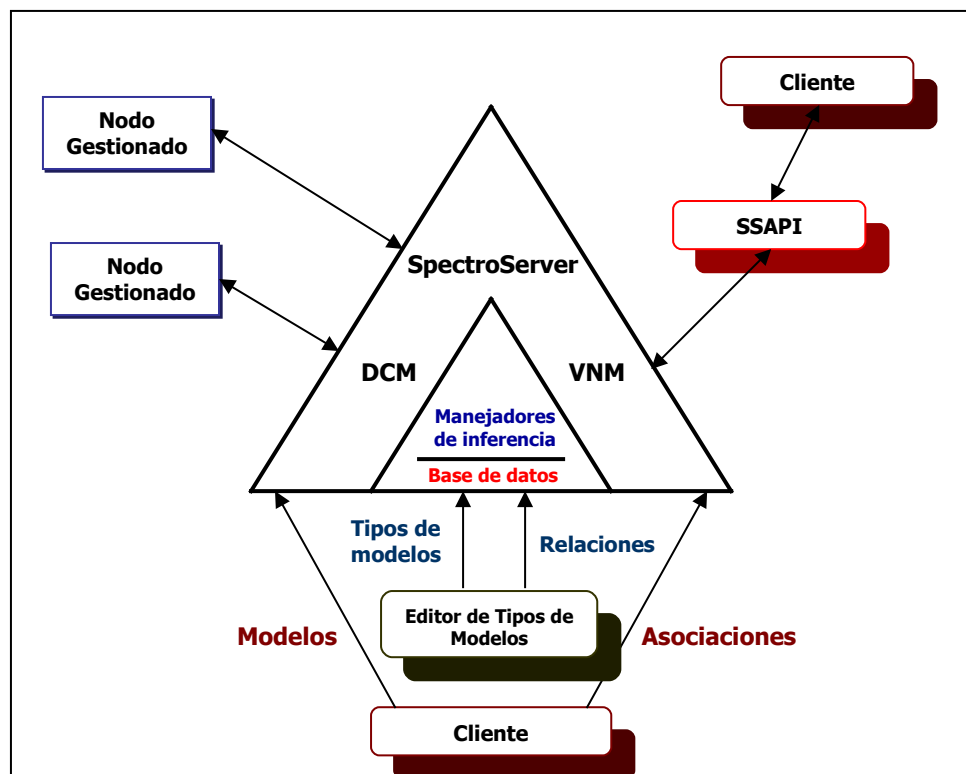 Cliente
Nodo
Gestionado
SSAPI
Nodo
Gestionado
SpectroServer
DCM
VNM
Manejadores
de inferencia
Base de datos
Tipos de
modelos
Relaciones
Editor de Tipos de
Modelos
Modelos
Asociaciones
Cliente